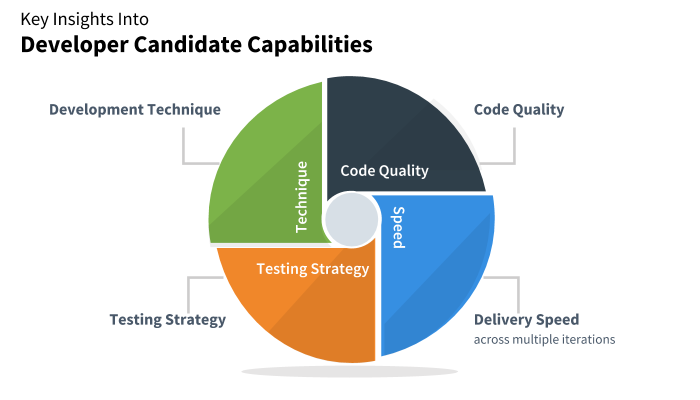 Key Insights Into
Developer Candidate Capabilities
Development Technique
Code Quality
Technique
Code Quality
Speed
Testing Strategy
Testing Strategy
Delivery Speed
across multiple iterations